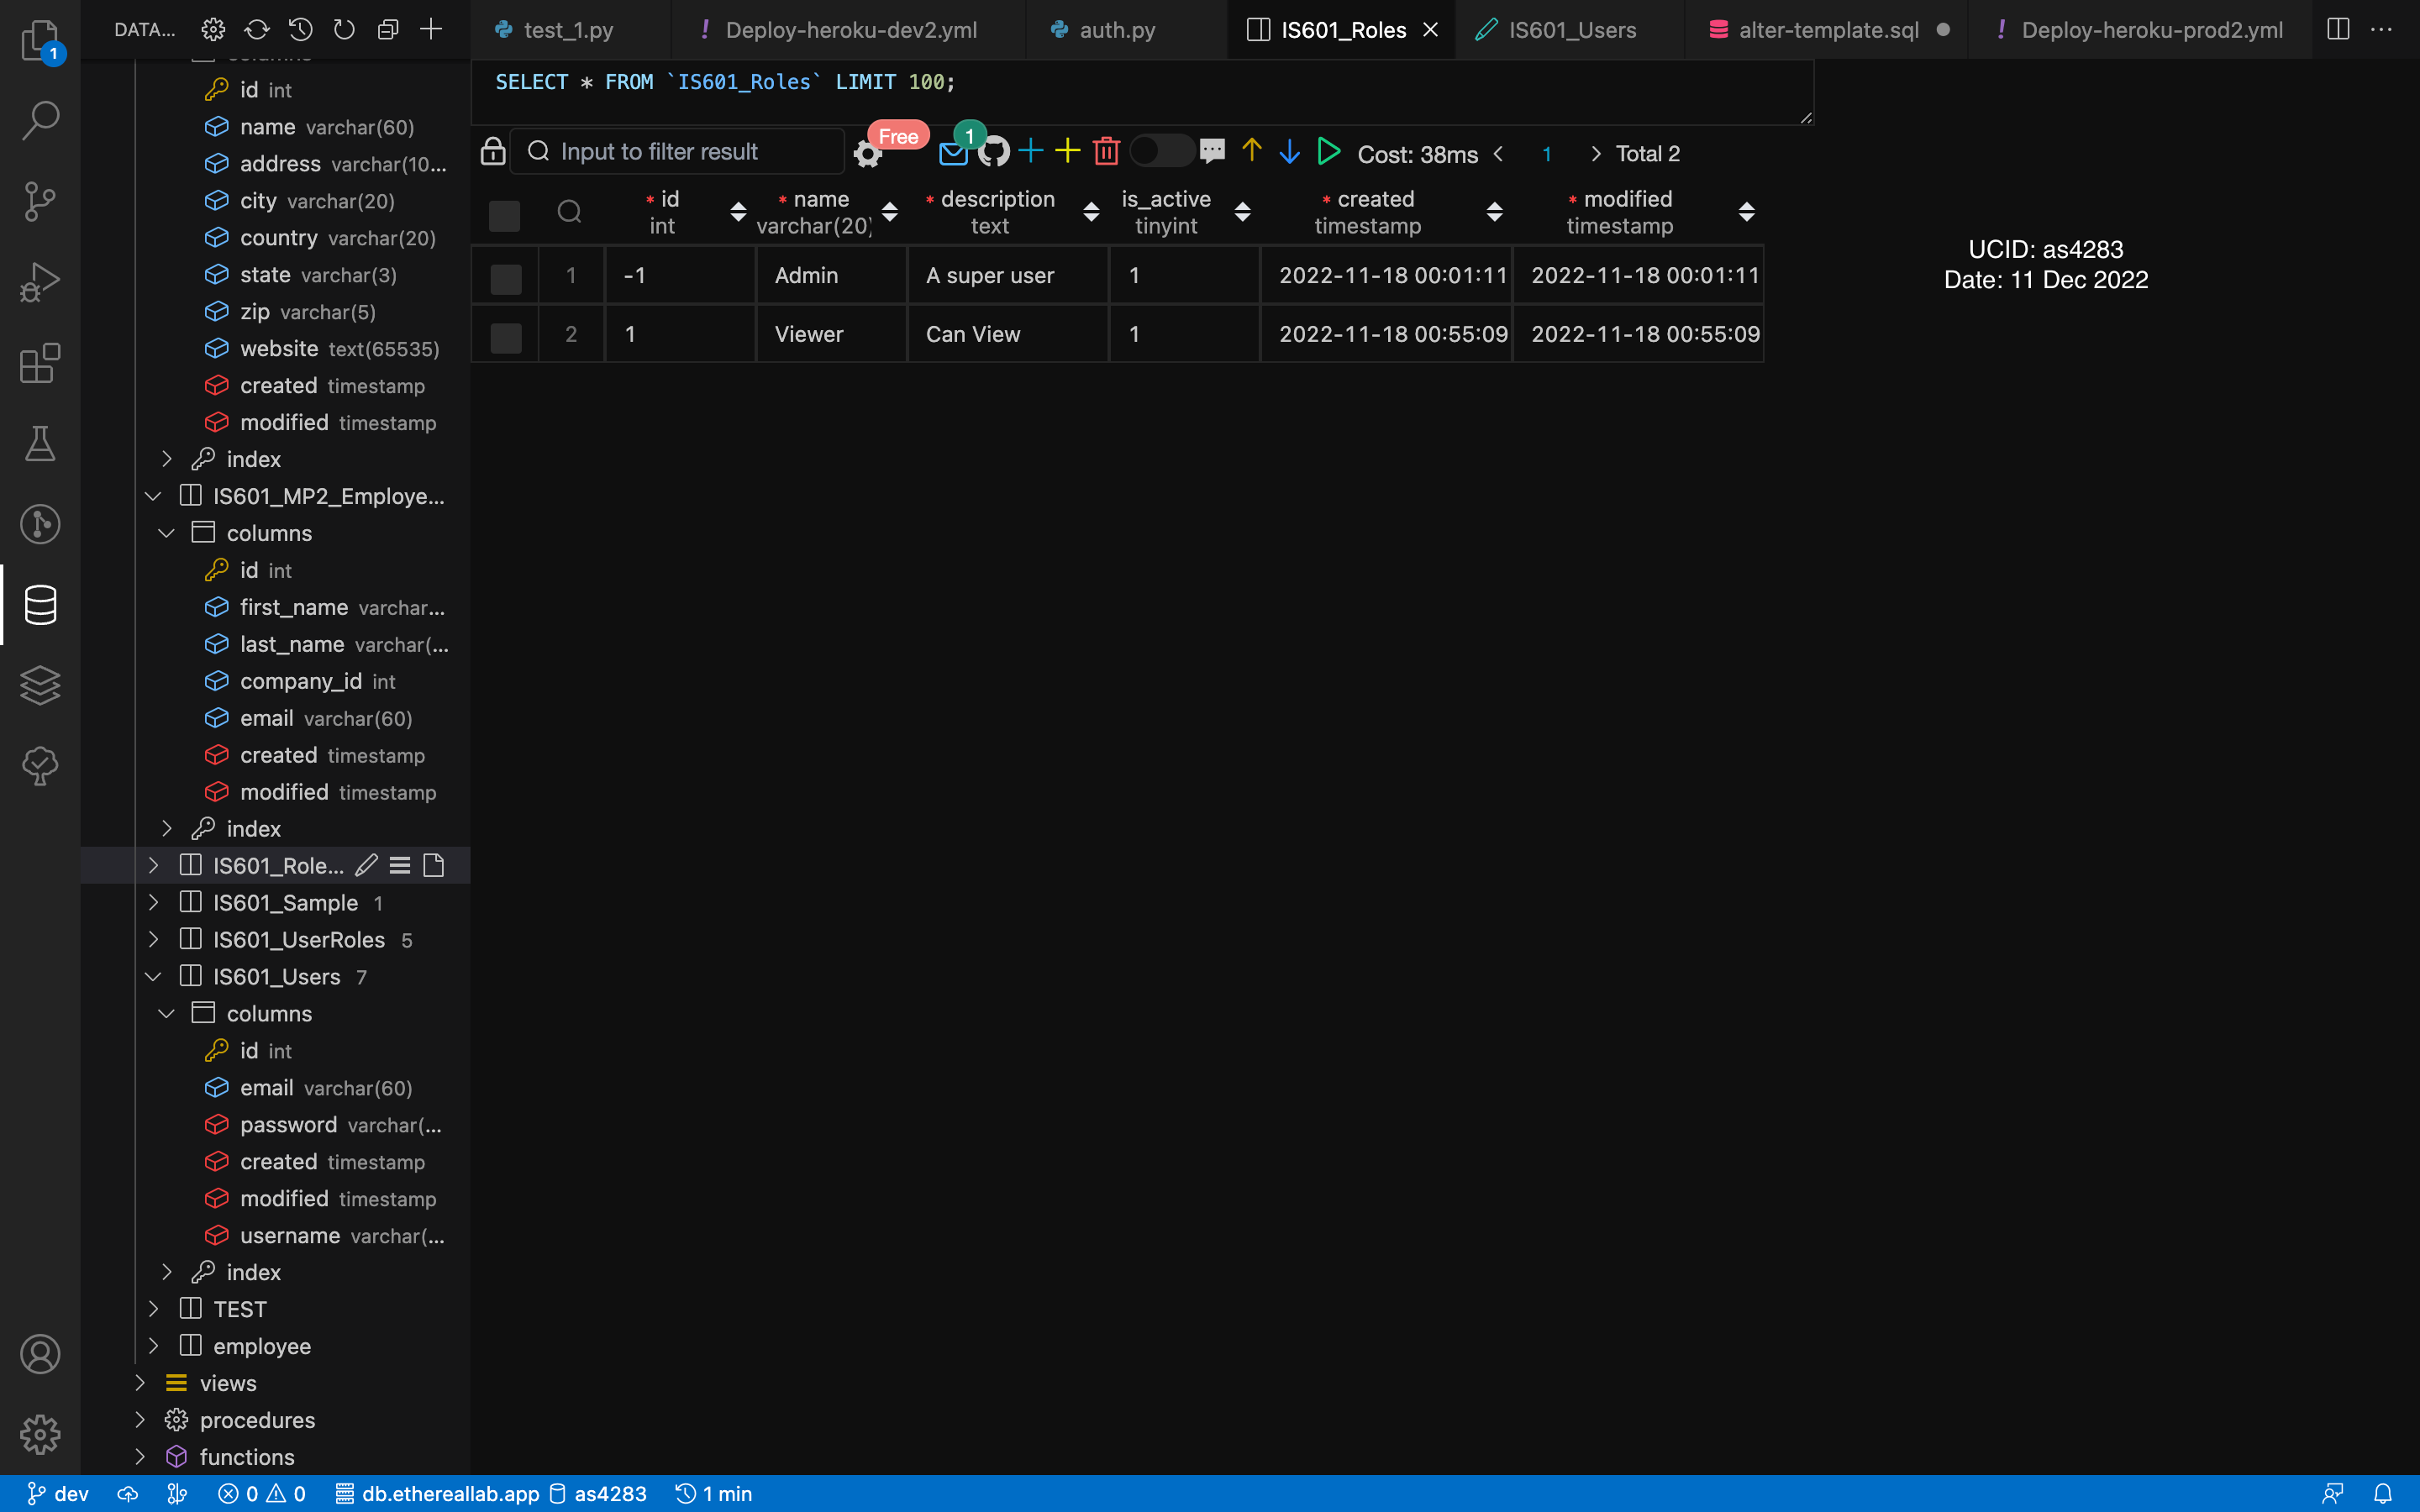 1
DATA...
test_1.py
! Deploy-heroku-dev2.yml
auth.py
IS601_Roles
IS601_Users
alter-template.sql
! Deploy-heroku-prod2.yml
SELECT * FROM `IS601_Roles` LIMIT 100;
Input to filter result
Free
1
Cost: 38ms < 1 > Total 2
* id
int
* name
varchar(20)
* description
text
is_active
tinyint
* created
timestamp
* modified
timestamp
1 -1 Admin A super user 1 2022-11-18 00:01:11 2022-11-18 00:01:11
2 1 Viewer Can View 1 2022-11-18 00:55:09 2022-11-18 00:55:09
UCID: as4283
Date: 11 Dec 2022
id int
name varchar(60)
address varchar(10...
city varchar(20)
country varchar(20)
state varchar(3)
zip varchar(5)
website text(65535)
created timestamp
modified timestamp
index
IS601_MP2_Employe...
columns
id int
first_name varchar...
last_name varchar(...
company_id int
email varchar(60)
created timestamp
modified timestamp
index
IS601_Role...
IS601_Sample 1
IS601_UserRoles 5
IS601_Users 7
columns
id int
email varchar(60)
password varchar(...
created timestamp
modified timestamp
username varchar(...
index
TEST
employee
views
procedures
functions
dev
0 0
db.ethereallab.app
as4283
1 min